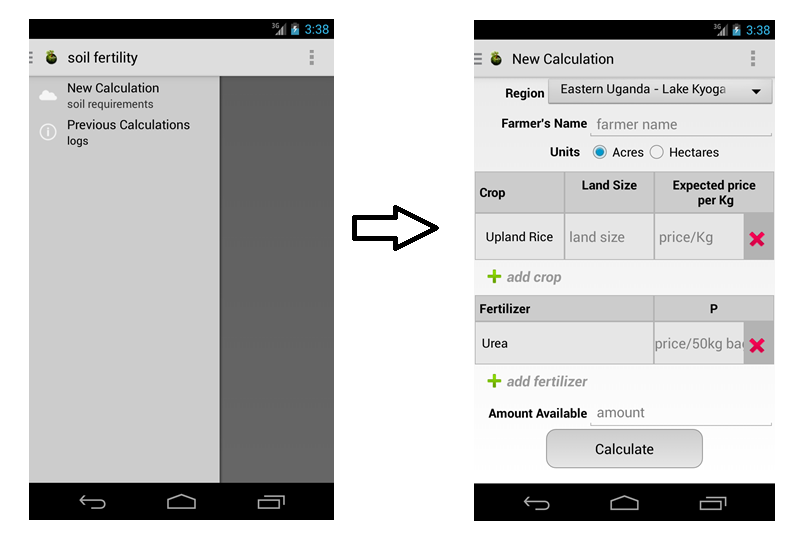 3G 3:38
soil fertility
New Calculation
soil requirements
Previous Calculations
logs
3G 3:38
New Calculation
Region Eastern Uganda - Lake Kyoga
Farmer's Name farmer name
Units Acres Hectares
Crop Land Size Expected price
per Kg
Upland Rice land size price/Kg
add crop
Fertilizer P
Urea price/50kg bag
add fertilizer
Amount Available amount
Calculate